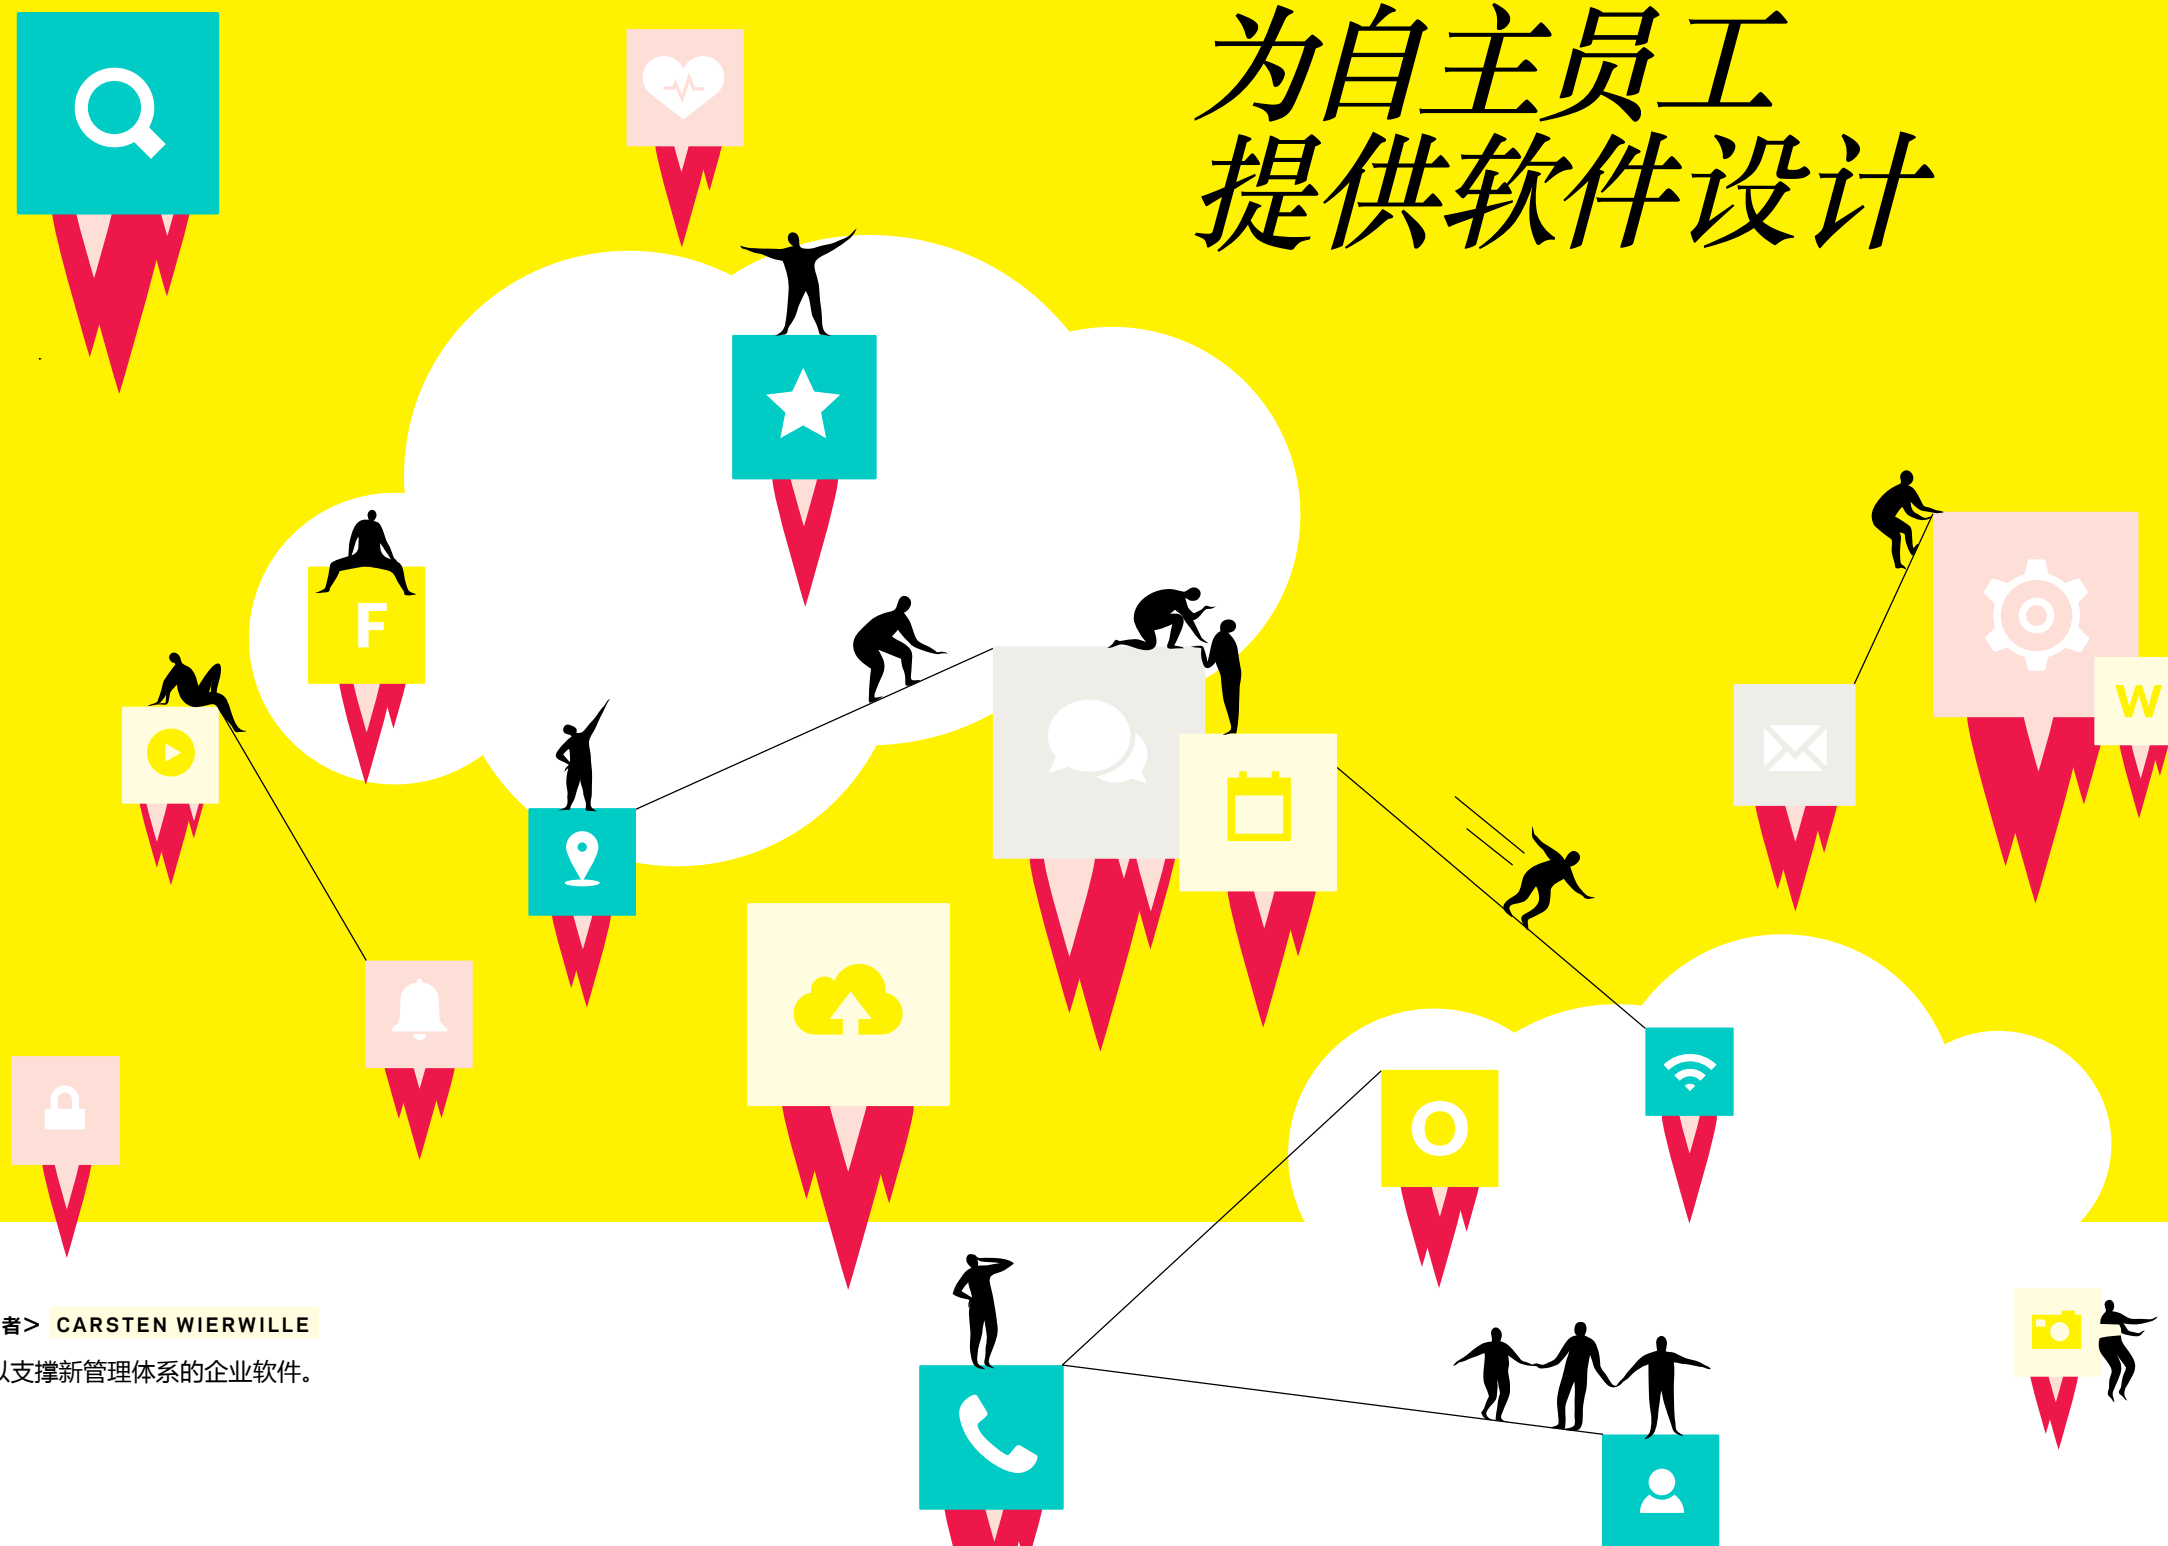 为自主员工
提供软件设计
F
W
O
者> CARSTEN WIERWILLE
以支撑新管理体系的企业软件。